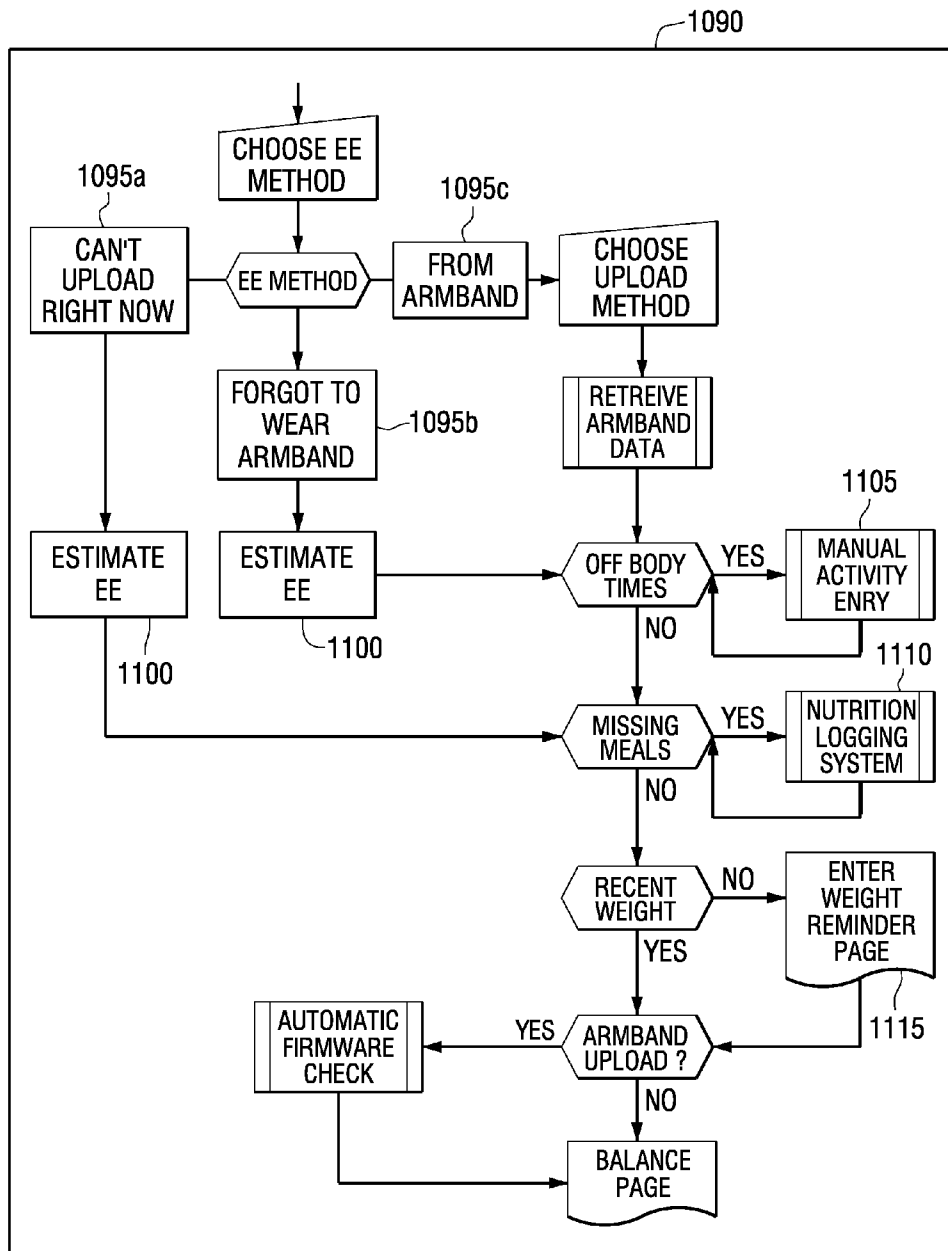 1090
CHOOSE EE
METHOD
1095a
1095c
CAN'T
UPLOAD
RIGHT NOW
EE METHOD
FROM
ARMBAND
CHOOSE
UPLOAD
METHOD
FORGOT TO
WEAR
ARMBAND
1095b
RETREIVE
ARMBAND
DATA
1105
ESTIMATE
EE
1100
ESTIMATE
EE
1100
OFF BODY
TIMES
YES
MANUAL
ACTIVITY
ENRY
NO
1110
MISSING
MEALS
YES
NUTRITION
LOGGING
SYSTEM
NO
RECENT
WEIGHT
NO
ENTER
WEIGHT
REMINDER
PAGE
YES
1115
AUTOMATIC
FIRMWARE
CHECK
YES
ARMBAND
UPLOAD ?
NO
BALANCE
PAGE